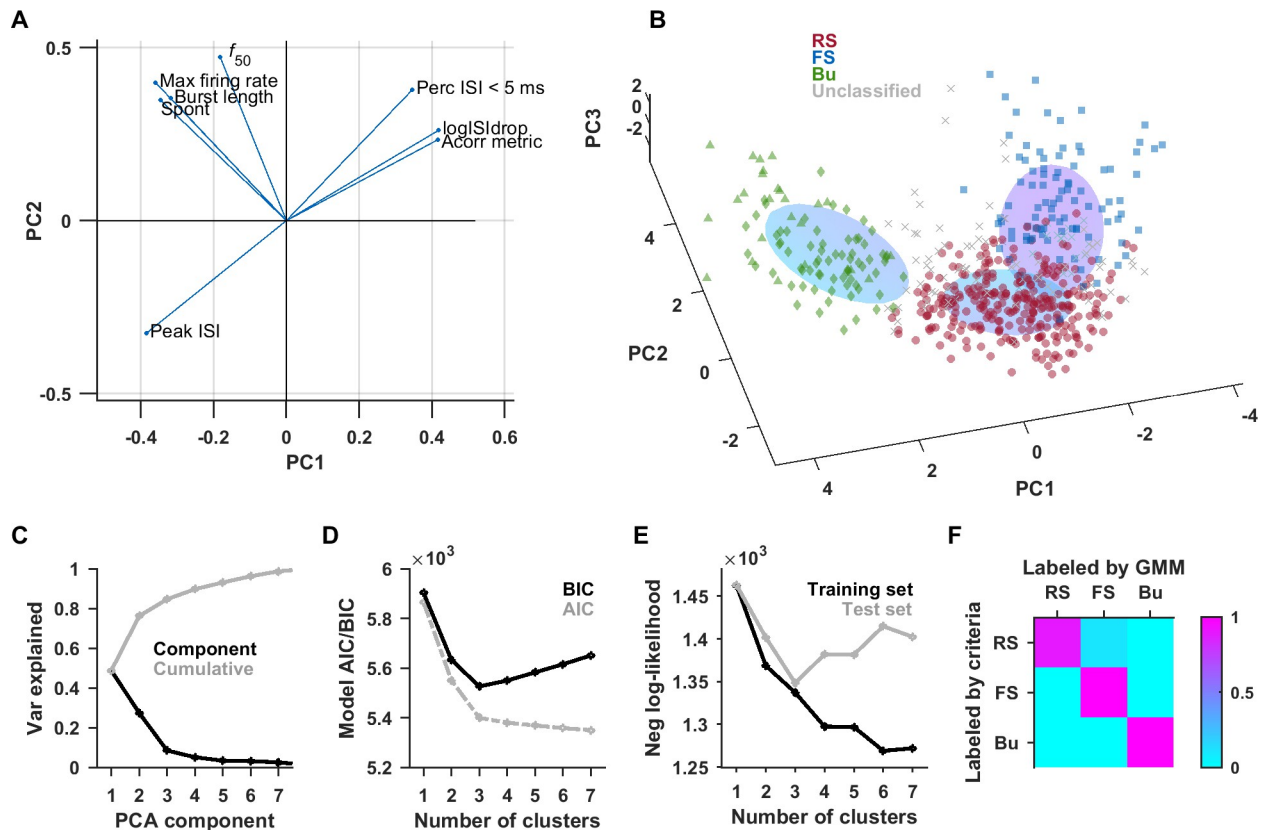 A
0.5
f50
Max firing rate
Burst length
Spont
Perc ISI < 5 ms
logISIdrop
Acorr metric
PC2
0
Peak ISI
-0.5
-0.4
-0.2
0
0.2
0.4
0.6
PC1
B
RS
FS
Bu
Unclassified
2
0
-2
PC3
4
2
0
-2
PC2
4
2
0
-2
-4
PC1
C
1
0.8
0.6
0.4
0.2
0
Var explained
Component
Cumulative
1 2 3 4 5 6 7
PCA component
D
×10³
6
5.8
5.6
5.4
5.2
Model AIC/BIC
BIC
AIC
1 2 3 4 5 6 7
Number of clusters
E
×10³
1.45
1.4
1.35
1.3
1.25
Neg log-likelihood
Training set
Test set
1 2 3 4 5 6 7
Number of clusters
F
Labeled by GMM
RS FS Bu
Labeled by criteria
RS
FS
Bu
1
0.5
0